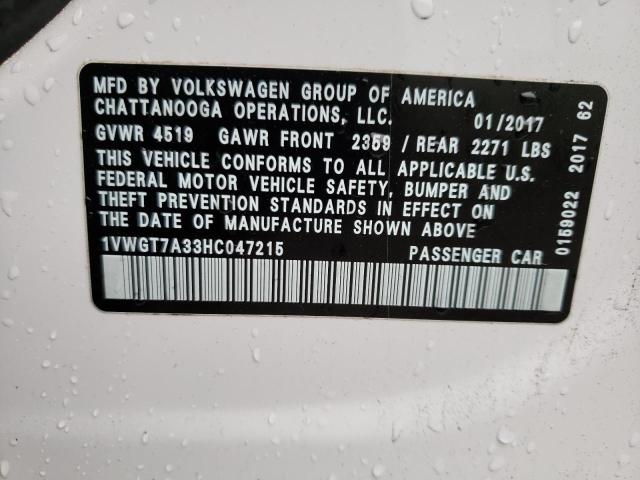 MFD BY VOLKSWAGEN GROUP OF AMERICA
CHATTANOOGA OPERATIONS, LLC. 01/2017
GVWR 4519 GAWR FRONT 2359 / REAR 2271 LBS
THIS VEHICLE CONFORMS TO ALL APPLICABLE U.S.
FEDERAL MOTOR VEHICLE SAFETY, BUMPER AND
THEFT PREVENTION STANDARDS IN EFFECT ON
THE DATE OF MANUFACTURE SHOWN ABOVE
1VWGT7A33HC047215 PASSENGER CAR
0159022 2017 62